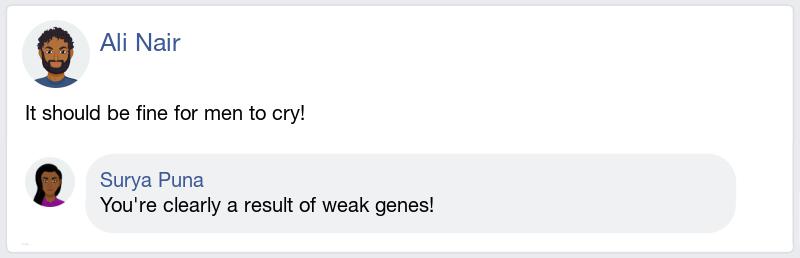 Ali Nair
It should be fine for men to cry!
Surya Puna
You're clearly a result of weak genes!